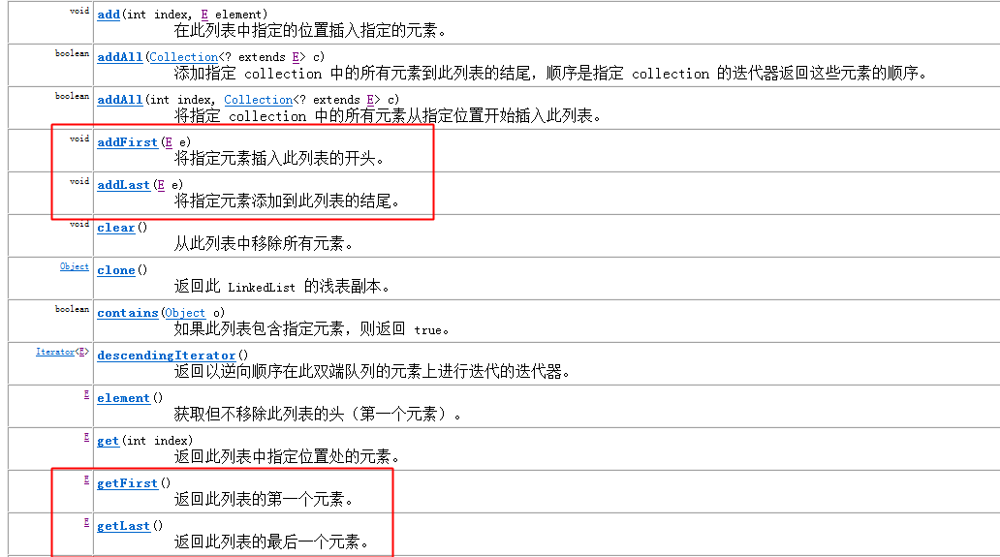 void add(int index, E element)
在此列表中指定的位置插入指定的元素。
boolean addAll(Collection<? extends E> c)
添加指定 collection 中的所有元素到此列表的结尾，顺序是指定 collection 的迭代器返回这些元素的顺序。
boolean addAll(int index, Collection<? extends E> c)
将指定 collection 中的所有元素从指定位置开始插入此列表。
void addFirst(E e)
将指定元素插入此列表的开头。
void addLast(E e)
将指定元素添加到此列表的结尾。
void clear()
从此列表中移除所有元素。
Object clone()
返回此 LinkedList 的浅表副本。
boolean contains(Object o)
如果此列表包含指定元素，则返回 true。
Iterator<E> descendingIterator()
返回以逆向顺序在此双端队列的元素上进行迭代的迭代器。
E element()
获取但不移除此列表的头（第一个元素）。
E get(int index)
返回此列表中指定位置处的元素。
E getFirst()
返回此列表的第一个元素。
E getLast()
返回此列表的最后一个元素。